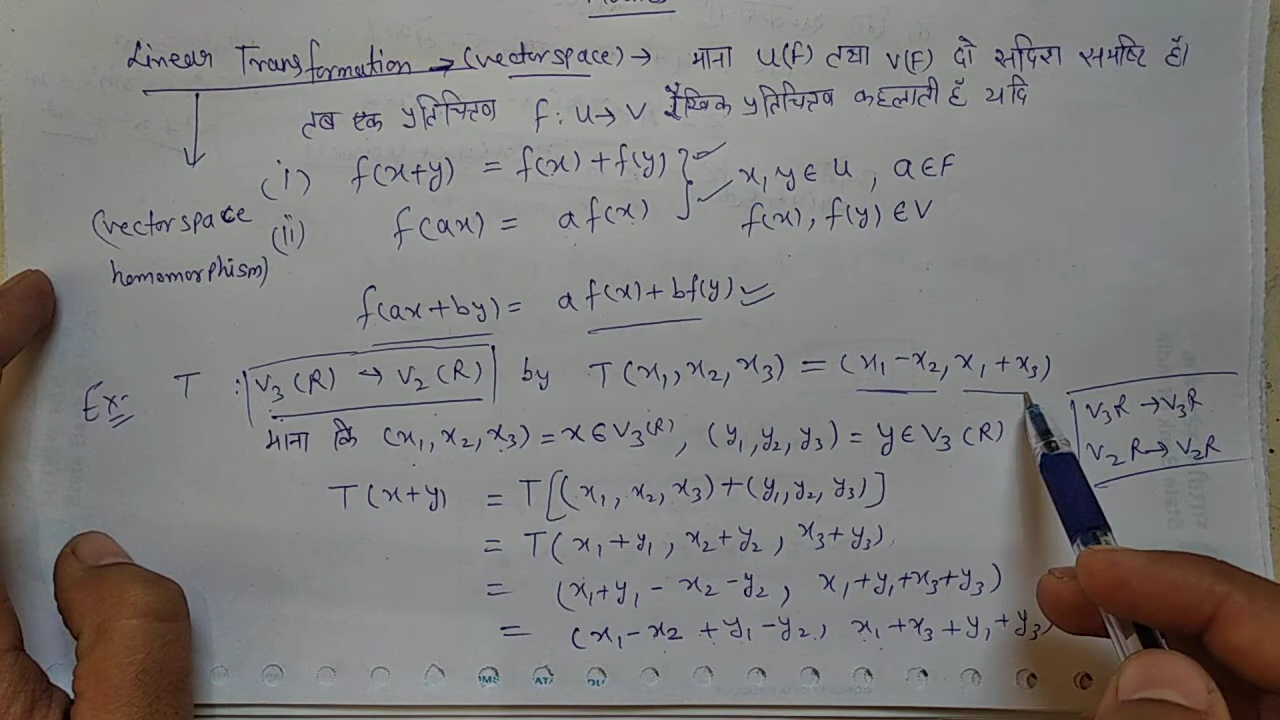 Linear Transformation → (vectorspace) → माना U(F) तथा V(F) दो सदिश समष्टि हैं।
तब एक प्रतिचित्रण f: U → V रैखिक प्रतिचित्रण कहलाती हैं यदि
(i) f(x+y) = f(x) + f(y)
x, y ∈ U, a ∈ F
(vectorspace
(ii) f(ax) = a f(x)
f(x), f(y) ∈ V
homomorphism)
f(ax+by) = a f(x) + b f(y)
Ex:- T : V₃(R) → V₂(R) by T(x₁, x₂, x₃) = (x₁ - x₂, x₁ + x₃)
V₃R → V₃R
माना कि (x₁, x₂, x₃) = x ∈ V₃(R), (y₁, y₂, y₃) = y ∈ V₃(R)
V₂R → V₂R
T(x+y) = T[(x₁, x₂, x₃) + (y₁, y₂, y₃)]
= T(x₁ + y₁, x₂ + y₂, x₃ + y₃)
= (x₁ + y₁ - x₂ - y₂, x₁ + y₁ + x₃ + y₃)
= (x₁ - x₂ + y₁ - y₂, x₁ + x₃ + y₁ + y₃)